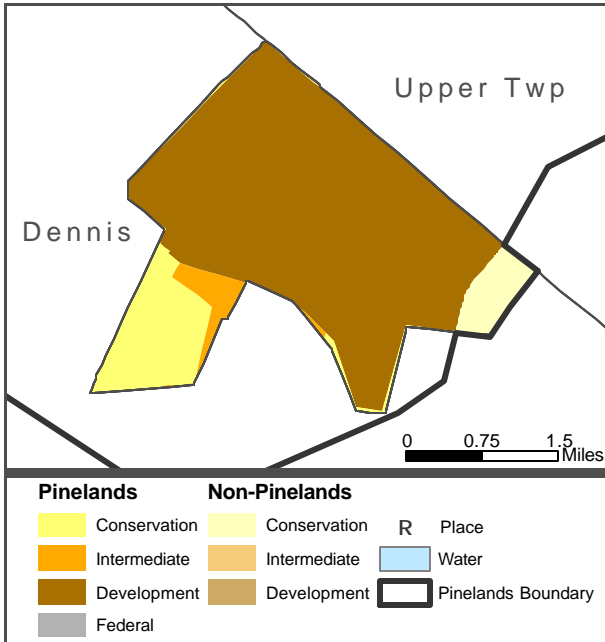 Upper Twp
Dennis
0 0.75 1.5
Miles
Pinelands Non-Pinelands
Conservation Conservation R Place
Intermediate Intermediate Water
Development Development Pinelands Boundary
Federal